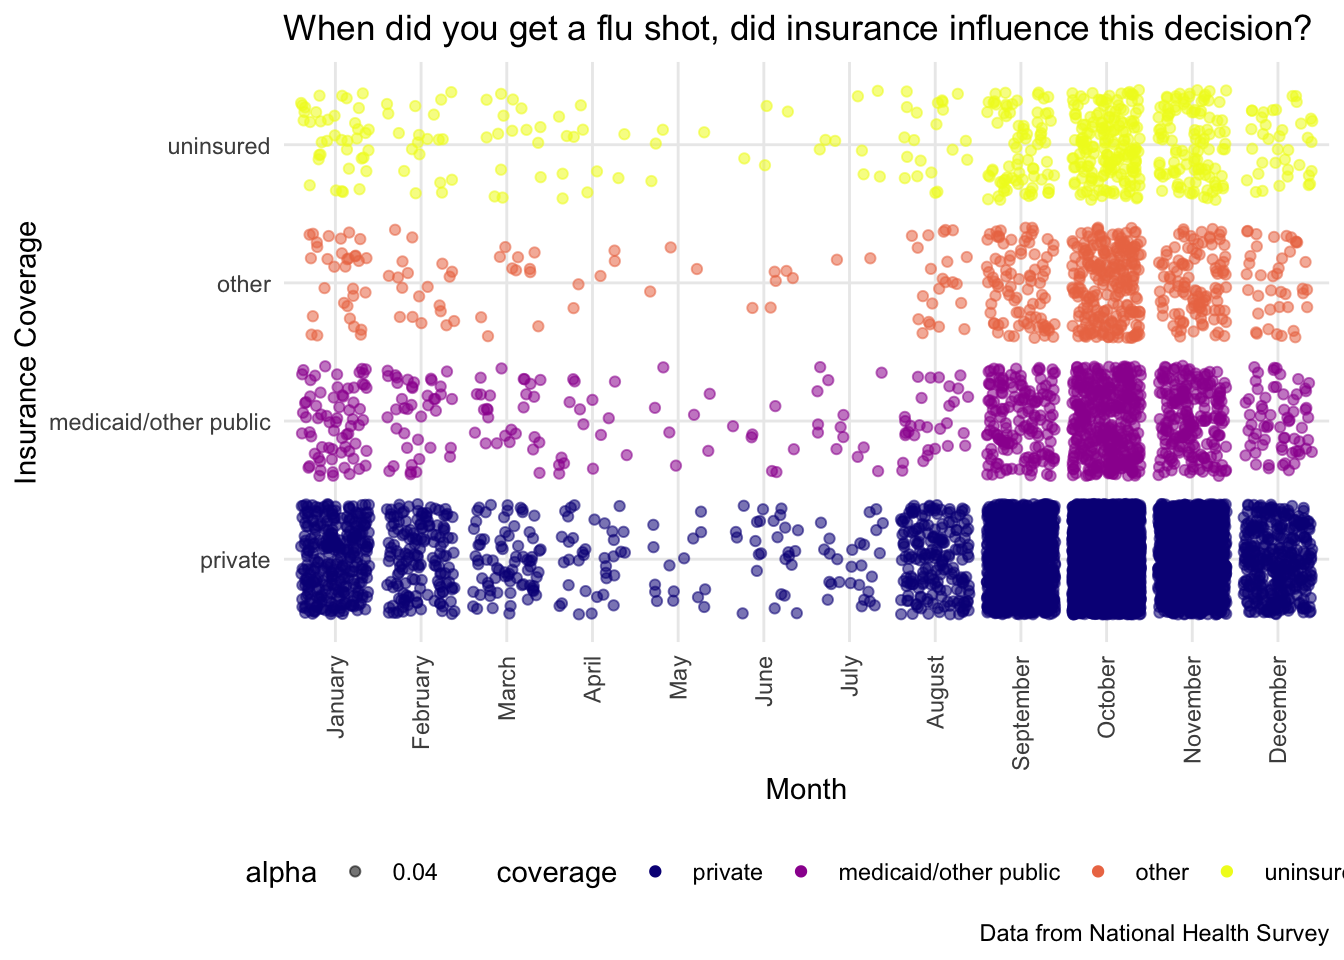 When did you get a flu shot, did insurance influence this decision?
Insurance Coverage
uninsured
other
medicaid/other public
private
January
February
March
April
May
June
July
August
September
October
November
December
Month
alpha 0.04 coverage private medicaid/other public other uninsure
Data from National Health Survey